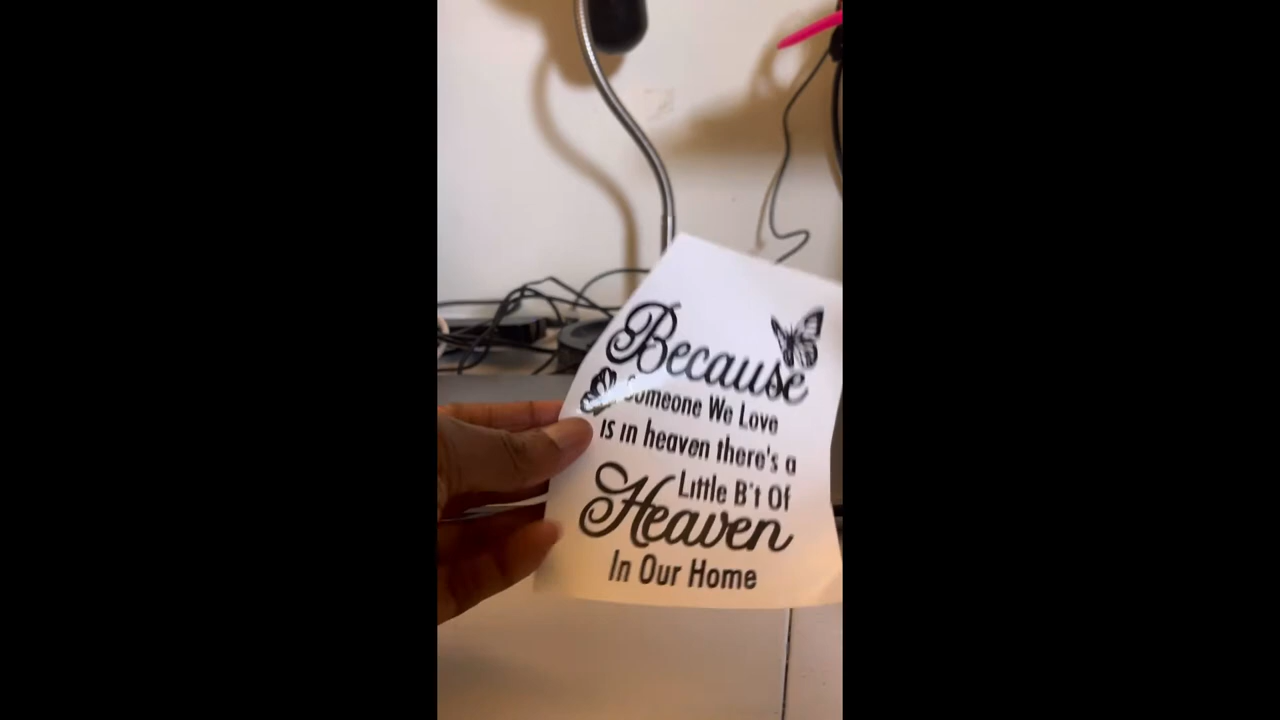 Because
Someone We Love
is in heaven there's a
Little B't Of
Heaven
In Our Home